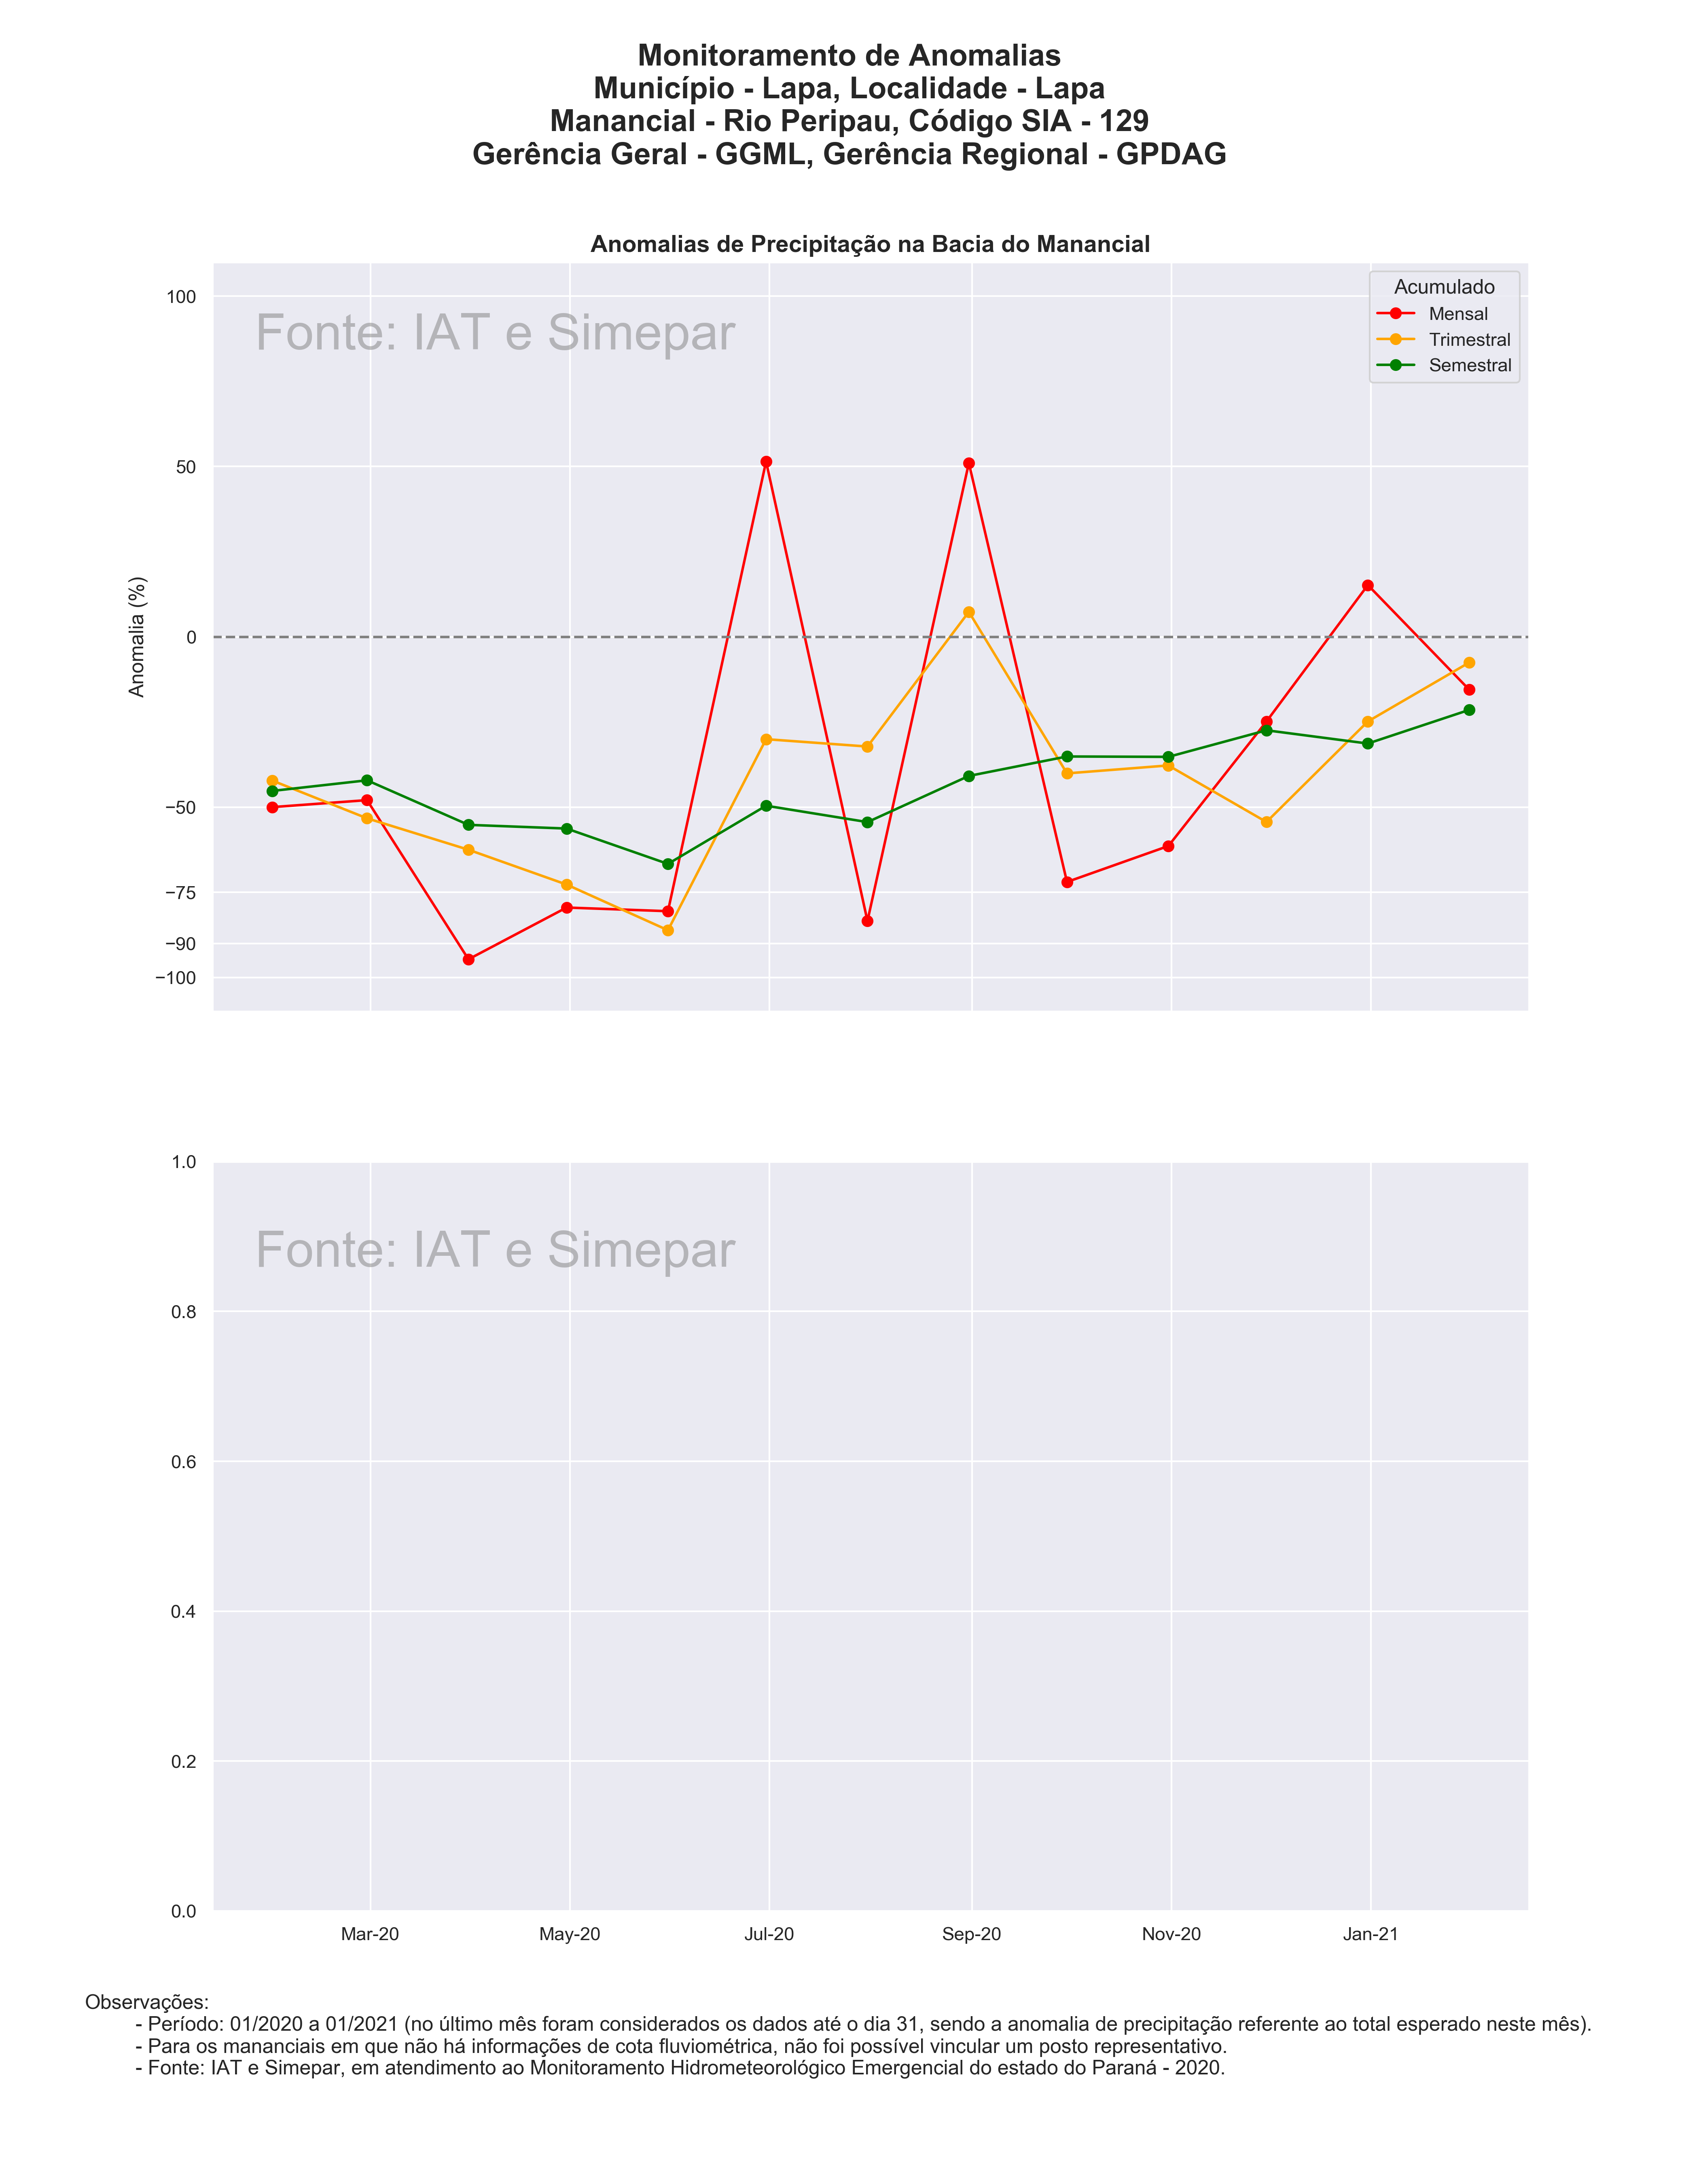 Monitoramento de Anomalias
Município - Lapa, Localidade - Lapa
Manancial - Rio Peripau, Código SIA - 129
Gerência Geral - GGML, Gerência Regional - GPDAG
Anomalias de Precipitação na Bacia do Manancial
Fonte: IAT e Simepar
Acumulado
Mensal
Trimestral
Semestral
Anomalia (%)
100
50
0
−50
−75
−90
−100
Fonte: IAT e Simepar
1.0
0.8
0.6
0.4
0.2
0.0
Mar-20 May-20 Jul-20 Sep-20 Nov-20 Jan-21
Observações:
- Período: 01/2020 a 01/2021 (no último mês foram considerados os dados até o dia 31, sendo a anomalia de precipitação referente ao total esperado neste mês).
- Para os mananciais em que não há informações de cota fluviométrica, não foi possível vincular um posto representativo.
- Fonte: IAT e Simepar, em atendimento ao Monitoramento Hidrometeorológico Emergencial do estado do Paraná - 2020.